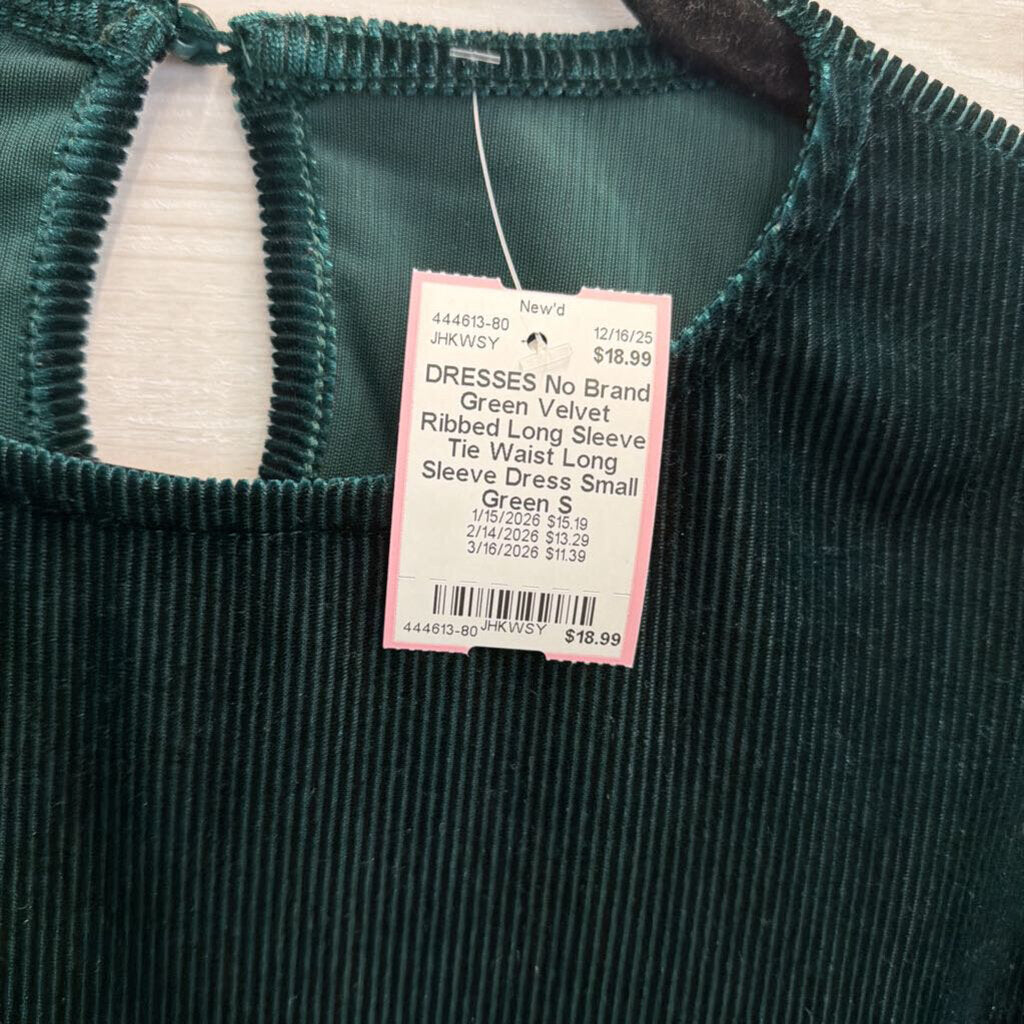 New'd
444613-80 12/16/25
JHKWSY $18.99
DRESSES No Brand
Green Velvet
Ribbed Long Sleeve
Tie Waist Long
Sleeve Dress Small
Green S
1/15/2026 $15.19
2/14/2026 $13.29
3/16/2026 $11.39
444613-80 JHKWSY $18.99